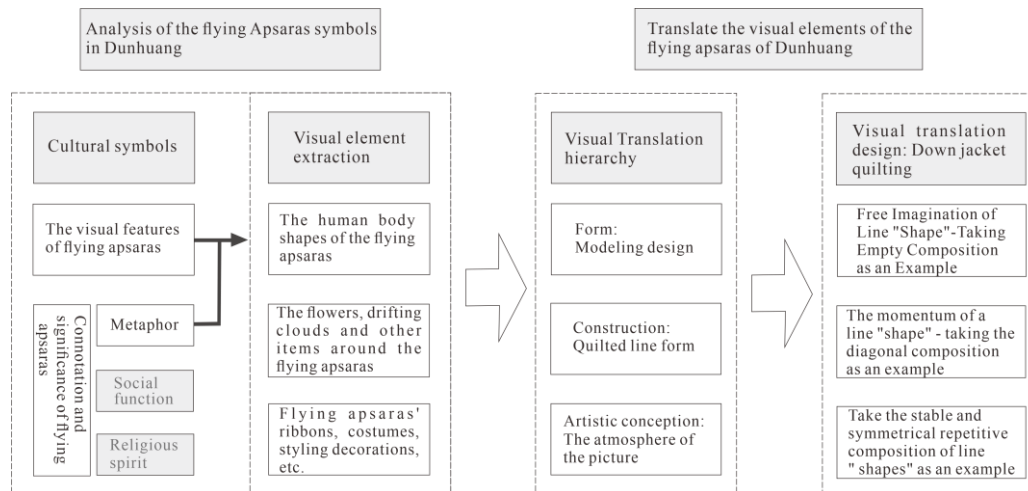 Analysis of the flying Apsaras symbols
in Dunhuang
Translate the visual elements of the
flying apsaras of Dunhuang
Cultural symbols
The visual features
of flying apsaras
Connotation and
significance of flying
apsaras
Metaphor
Social
function
Religious
spirit
Visual element
extraction
The human body
shapes of the flying
apsaras
The flowers, drifting
clouds and other
items around the
flying apsaras
Flying apsaras'
ribbons, costumes,
styling decorations,
etc.
Visual Translation
hierarchy
Form:
Modeling design
Construction:
Quilted line form
Artistic conception:
The atmosphere of
the picture
Visual translation
design: Down jacket
quilting
Free Imagination of
Line "Shape"-Taking
Empty Composition
as an Example
The momentum of a
line "shape" - taking the
diagonal composition
as an example
Take the stable and
symmetrical repetitive
composition of line
" shapes" as an example